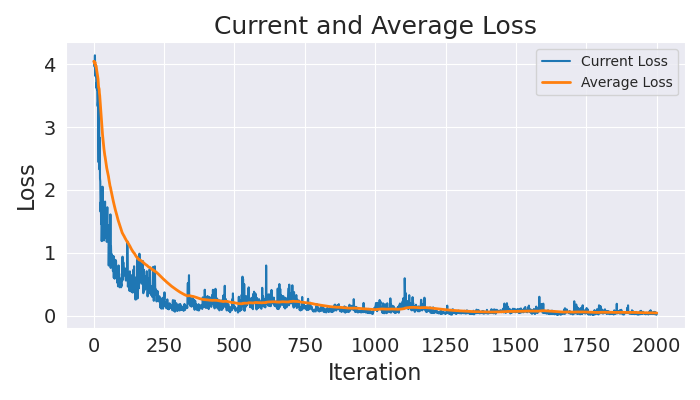 Current and Average Loss
Current Loss
Average Loss
4
3
2
1
0
Loss
0 250 500 750 1000 1250 1500 1750 2000
Iteration